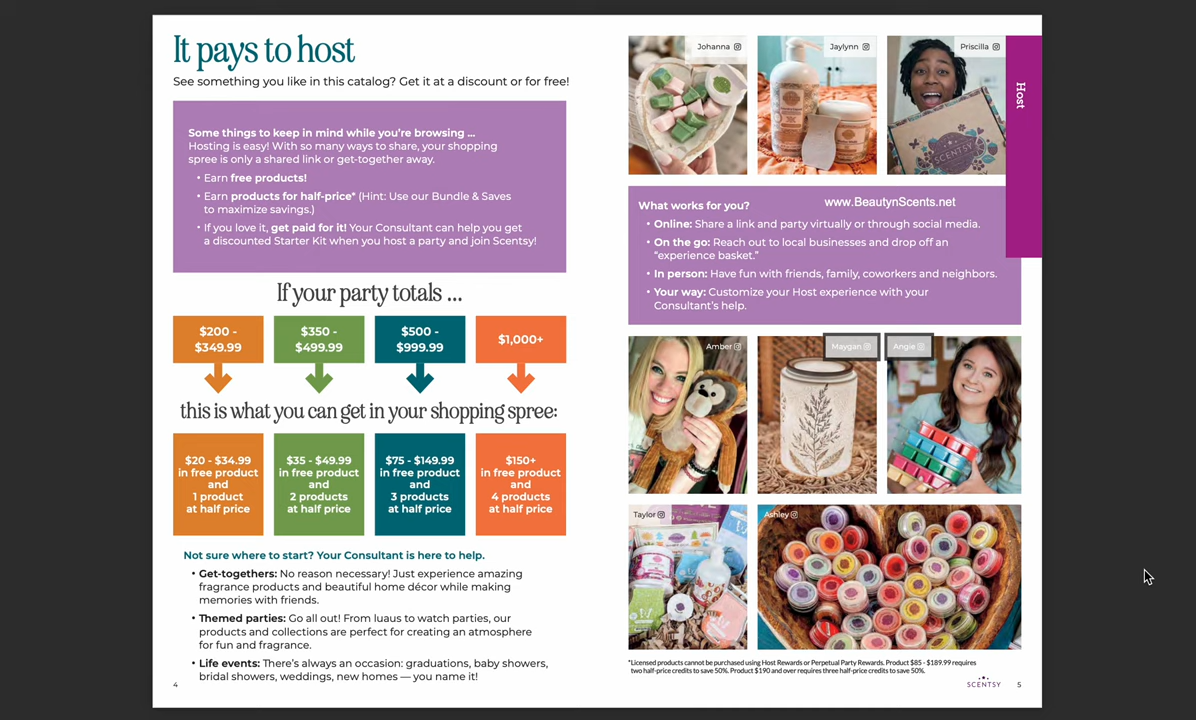 It pays to host
See something you like in this catalog? Get it at a discount or for free!
Some things to keep in mind while you're browsing ...
Hosting is easy! With so many ways to share, your shopping
spree is only a shared link or get-together away.
• Earn free products!
• Earn products for half-price* (Hint: Use our Bundle & Saves
to maximize savings.)
• If you love it, get paid for it! Your Consultant can help you get
a discounted Starter Kit when you host a party and join Scentsy!
If your party totals ...
$200 -
$349.99
$350 -
$499.99
$500 -
$999.99
$1,000+
this is what you can get in your shopping spree:
$20 - $34.99
in free product
and
1 product
at half price
$35 - $49.99
in free product
and
2 products
at half price
$75 - $149.99
in free product
and
3 products
at half price
$150+
in free product
and
4 products
at half price
Not sure where to start? Your Consultant is here to help.
• Get-togethers: No reason necessary! Just experience amazing
fragrance products and beautiful home décor while making
memories with friends.
• Themed parties: Go all out! From luaus to watch parties, our
products and collections are perfect for creating an atmosphere
for fun and fragrance.
• Life events: There's always an occasion: graduations, baby showers,
bridal showers, weddings, new homes — you name it!
4
Johanna
Jaylynn
Priscilla
SCENTSY
Host
What works for you?
www.BeautynScents.net
• Online: Share a link and party virtually or through social media.
• On the go: Reach out to local businesses and drop off an
"experience basket."
• In person: Have fun with friends, family, coworkers and neighbors.
• Your way: Customize your Host experience with your
Consultant's help.
Amber
Maygan
Angie
Taylor
Ashley
*Licensed products cannot be purchased using Host Rewards or Perpetual Party Rewards. Product $85 - $189.99 requires
two half-price credits to save 50%. Product $190 and over requires three half-price credits to save 50%.
SCENTSY
5